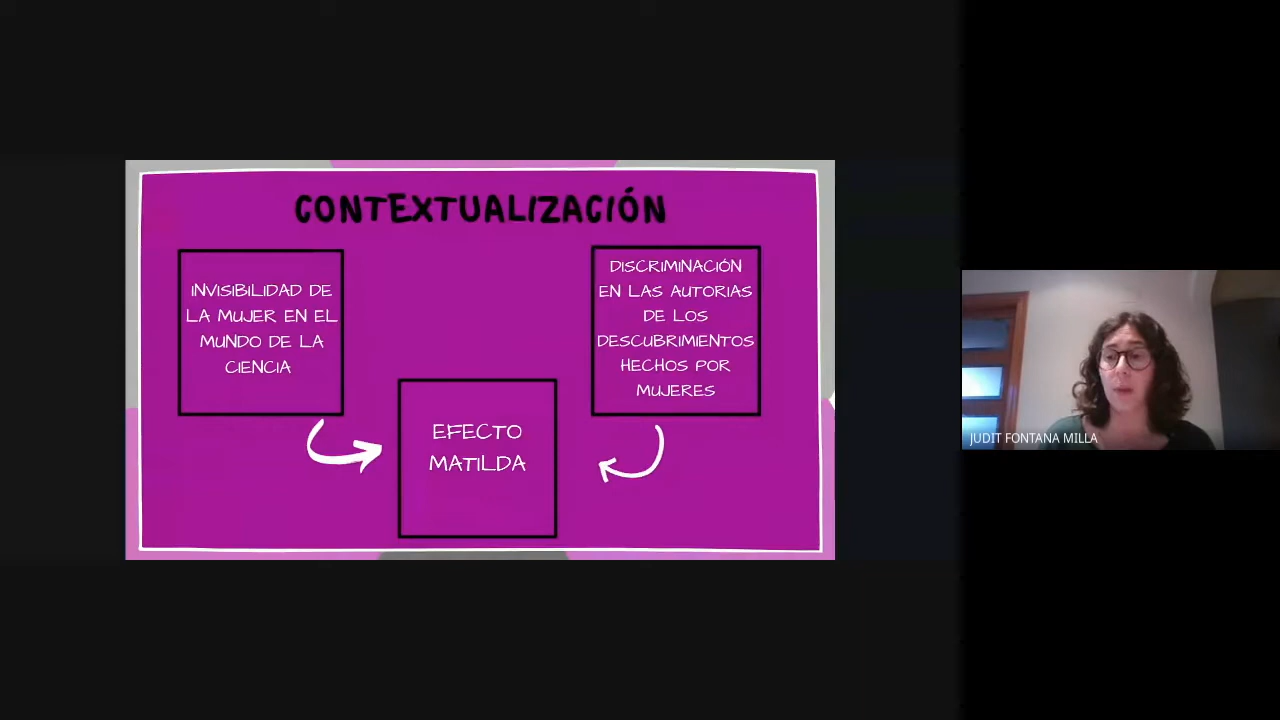 CONTEXTUALIZACIÓN
INVISIBILIDAD DE
LA MUJER EN EL
MUNDO DE LA
CIENCIA
DISCRIMINACIÓN
EN LAS AUTORIAS
DE LOS
DESCUBRIMIENTOS
HECHOS POR
MUJERES
EFECTO
MATILDA
JUDIT FONTANA MILLA